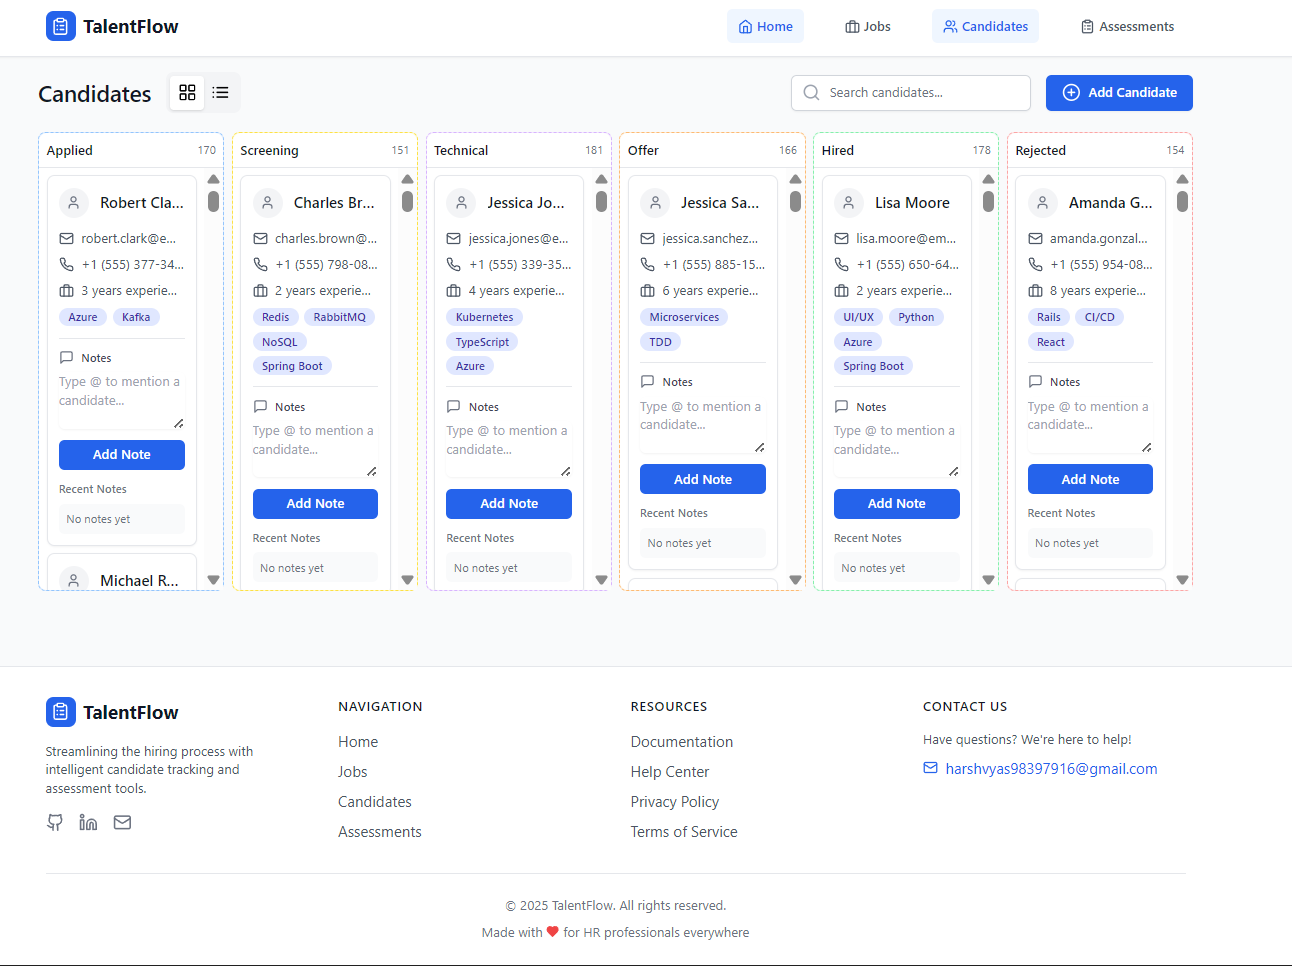 TalentFlow
Home
Jobs
Candidates
Assessments
Candidates
Search candidates...
Add Candidate
Applied 170
Robert Cla...
robert.clark@e...
+1 (555) 377-34...
3 years experie...
Azure Kafka
Notes
Type @ to mention a
candidate...
Add Note
Recent Notes
No notes yet
Michael R...
Screening 151
Charles Br...
charles.brown@...
+1 (555) 798-08...
2 years experie...
Redis RabbitMQ
NoSQL
Spring Boot
Notes
Type @ to mention a
candidate...
Add Note
Recent Notes
No notes yet
Technical 181
Jessica Jo...
jessica.jones@e...
+1 (555) 339-35...
4 years experie...
Kubernetes
TypeScript
Azure
Notes
Type @ to mention a
candidate...
Add Note
Recent Notes
No notes yet
Offer 166
Jessica Sa...
jessica.sanchez...
+1 (555) 885-15...
6 years experie...
Microservices
TDD
Notes
Type @ to mention a
candidate...
Add Note
Recent Notes
No notes yet
Hired 178
Lisa Moore
lisa.moore@em...
+1 (555) 650-64...
2 years experie...
UI/UX Python
Azure
Spring Boot
Notes
Type @ to mention a
candidate...
Add Note
Recent Notes
No notes yet
Rejected 154
Amanda G...
amanda.gonzal...
+1 (555) 954-08...
8 years experie...
Rails CI/CD
React
Notes
Type @ to mention a
candidate...
Add Note
Recent Notes
No notes yet
TalentFlow
Streamlining the hiring process with
intelligent candidate tracking and
assessment tools.
NAVIGATION
Home
Jobs
Candidates
Assessments
RESOURCES
Documentation
Help Center
Privacy Policy
Terms of Service
CONTACT US
Have questions? We're here to help!
harshvyas98397916@gmail.com
© 2025 TalentFlow. All rights reserved.
Made with ❤ for HR professionals everywhere